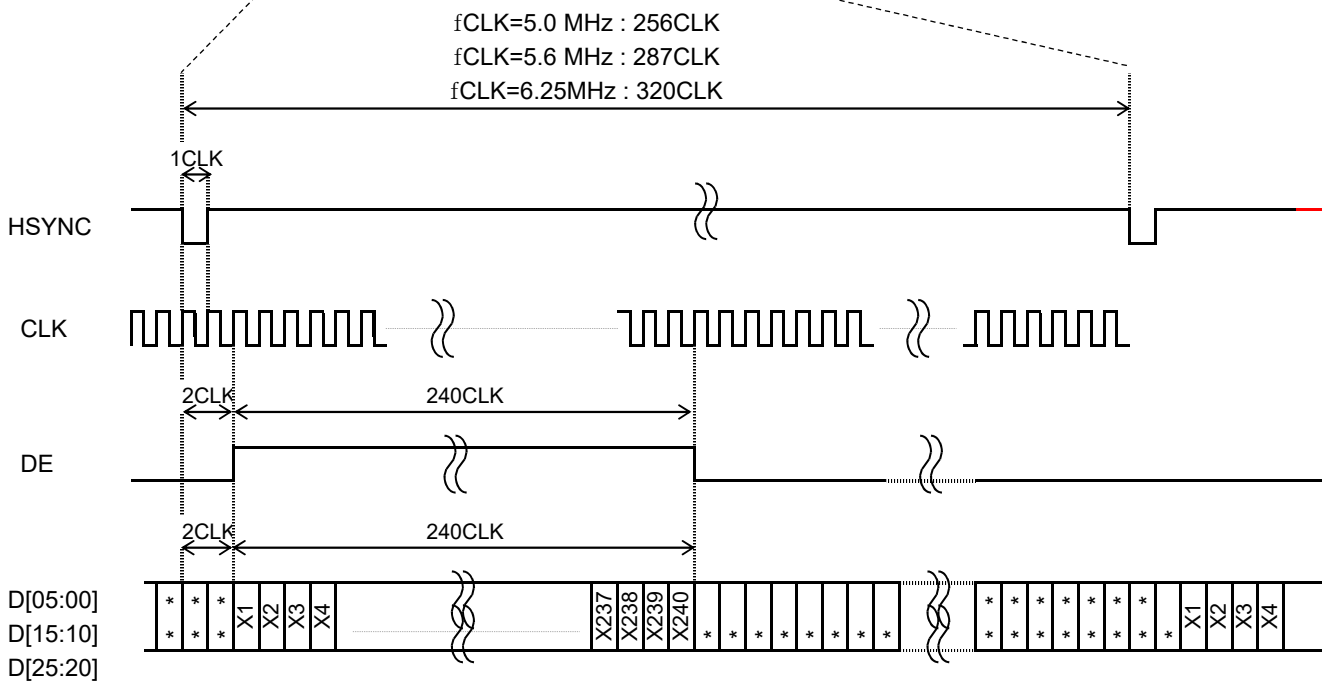 fCLK=5.0 MHz : 256CLK
fCLK=5.6 MHz : 287CLK
fCLK=6.25MHz : 320CLK
1CLK
HSYNC
CLK
2CLK 240CLK
DE
2CLK 240CLK
D[05:00]
D[15:10]
D[25:20]
* * * X1 X2 X3 X4 X237 X238 X239 X240 * * * * * * * X1 X2 X3 X4
* * * * * * * * * * * * * * * * * * *